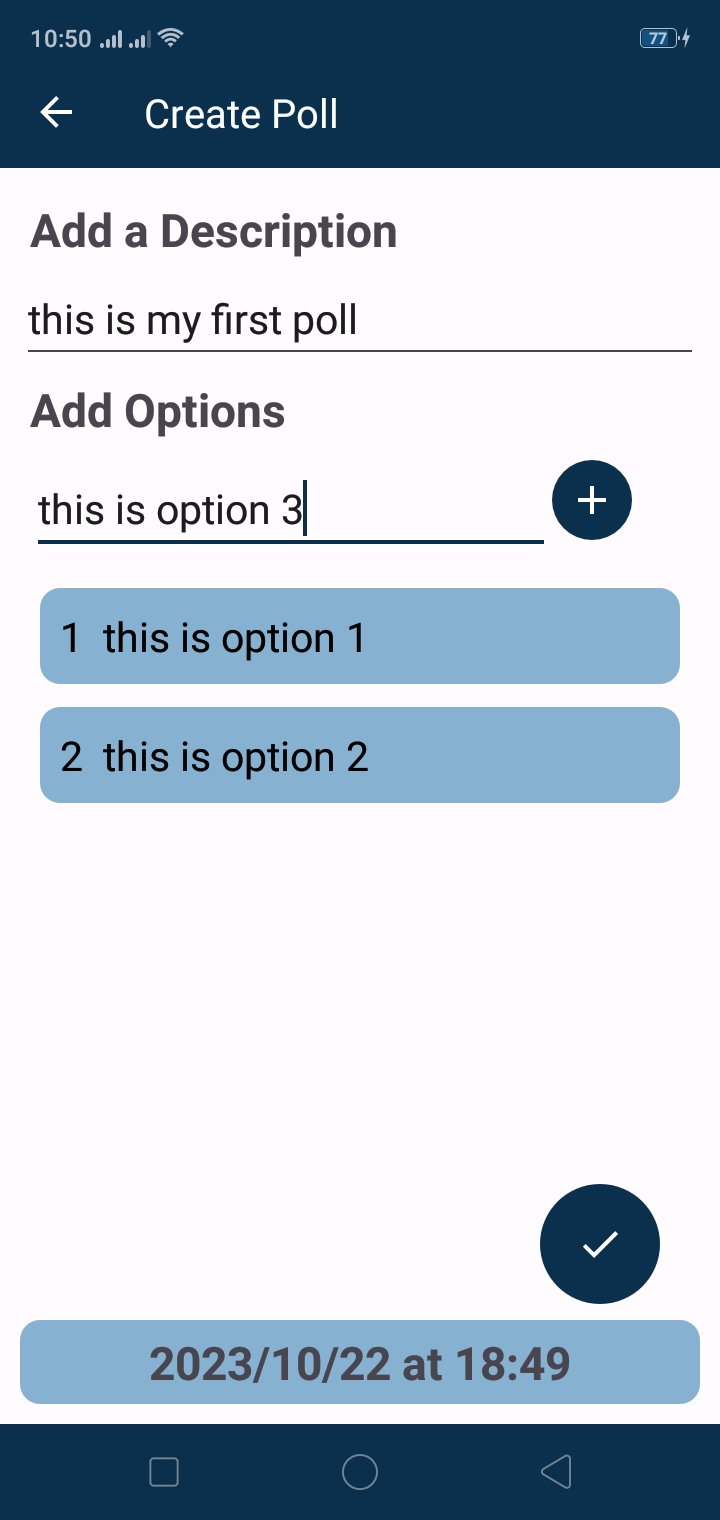 10:50
77
Create Poll
Add a Description
this is my first poll
Add Options
this is option 3
1 this is option 1
2 this is option 2
2023/10/22 at 18:49